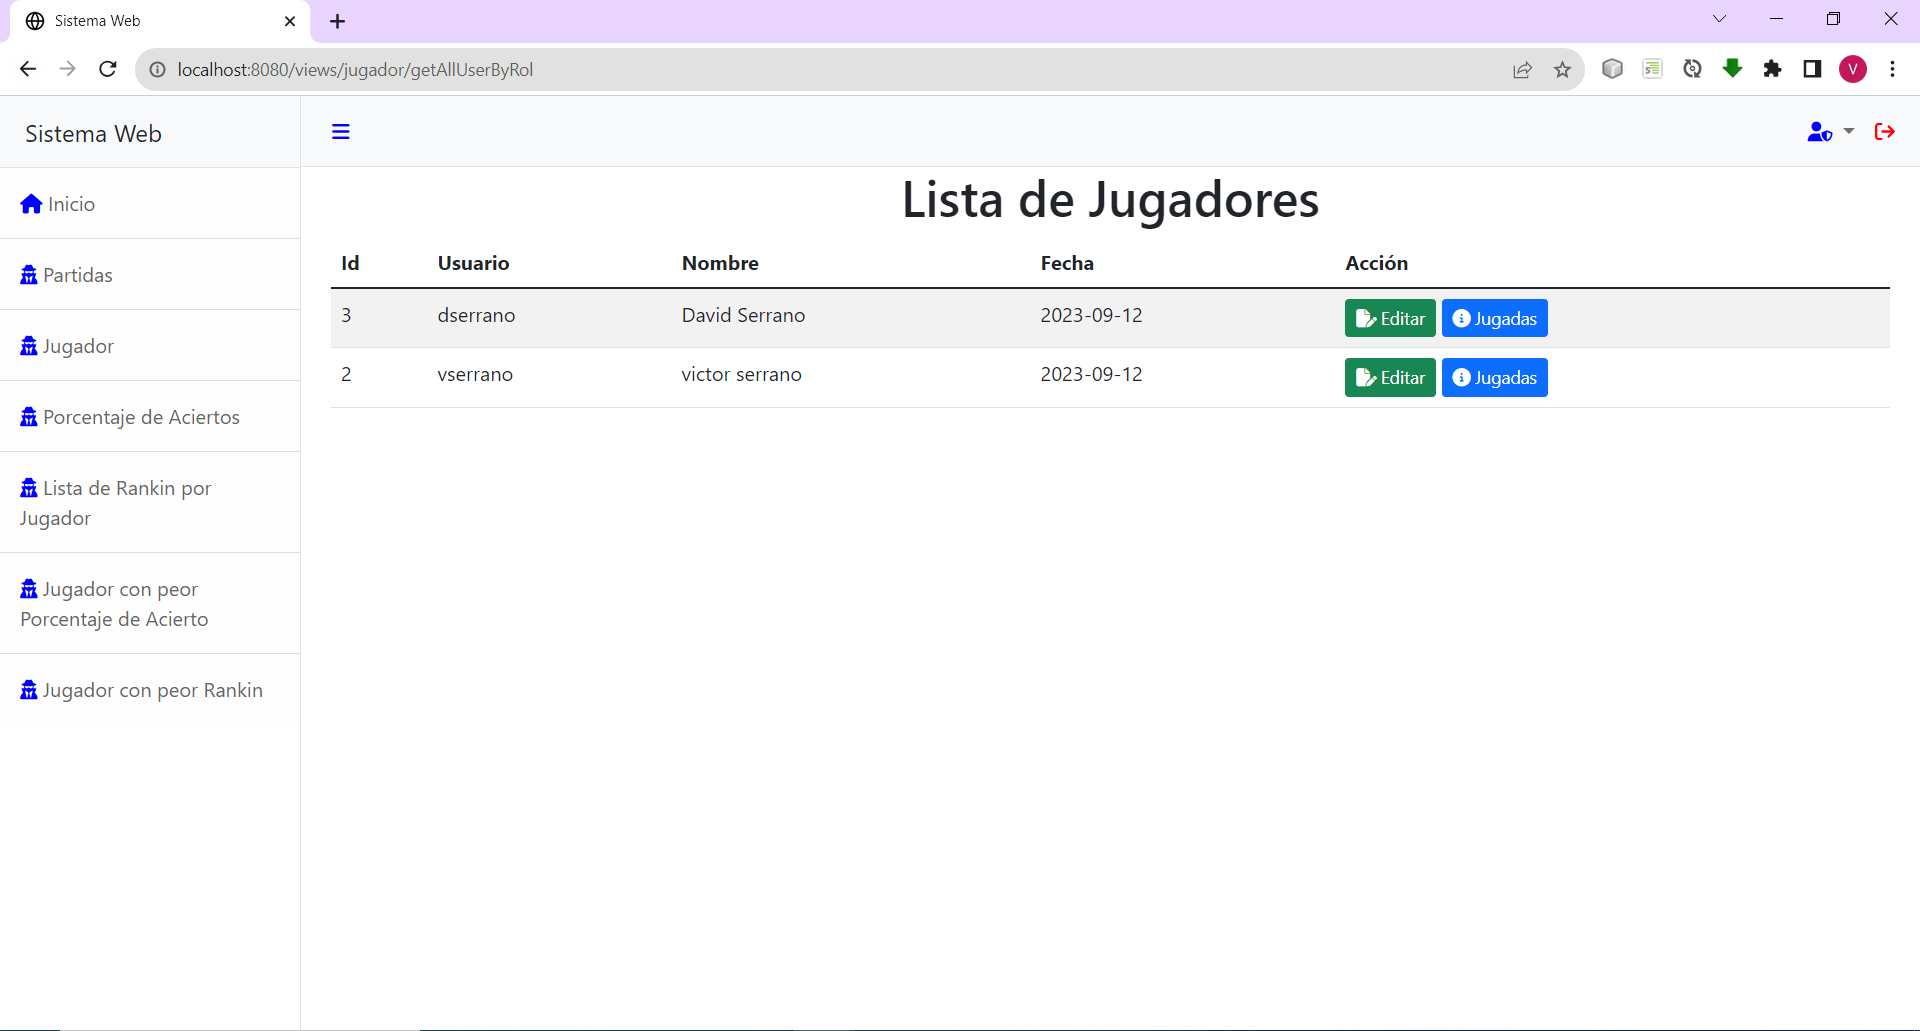 Sistema Web
localhost:8080/views/jugador/getAllUserByRol
V
Sistema Web
Inicio
Partidas
Jugador
Porcentaje de Aciertos
Lista de Rankin por
Jugador
Jugador con peor
Porcentaje de Acierto
Jugador con peor Rankin
Lista de Jugadores
Id Usuario Nombre Fecha Acción
3 dserrano David Serrano 2023-09-12 Editar Jugadas
2 vserrano victor serrano 2023-09-12 Editar Jugadas